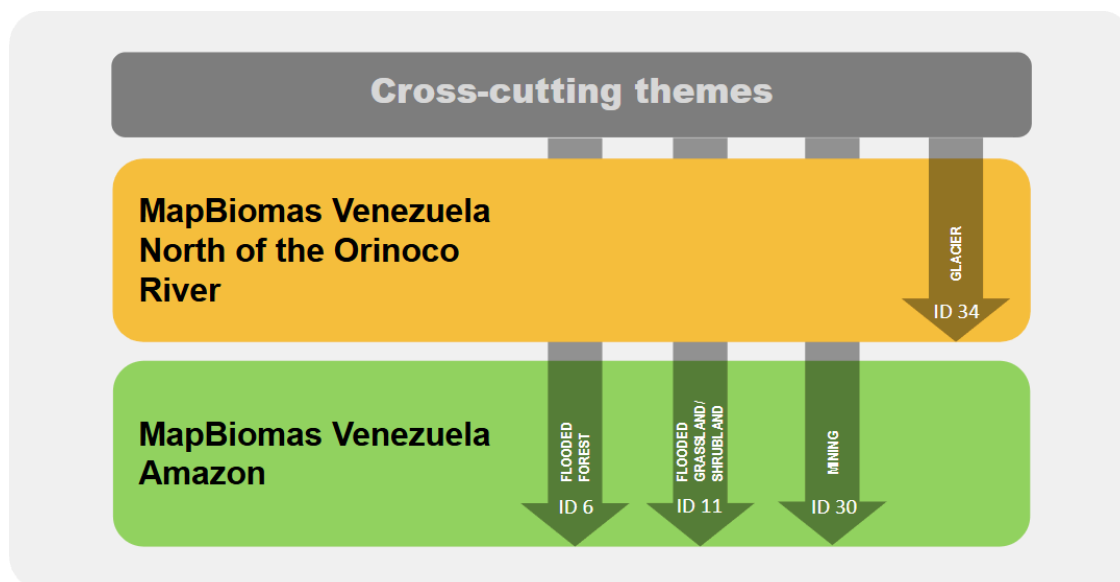 Cross-cutting themes
MapBiomas Venezuela
North of the Orinoco
River
GLACIER
ID 34
MapBiomas Venezuela
Amazon
FLOODED
FOREST
ID 6
FLOODED
GRASSLAND/
SHRUBLAND
ID 11
MINING
ID 30